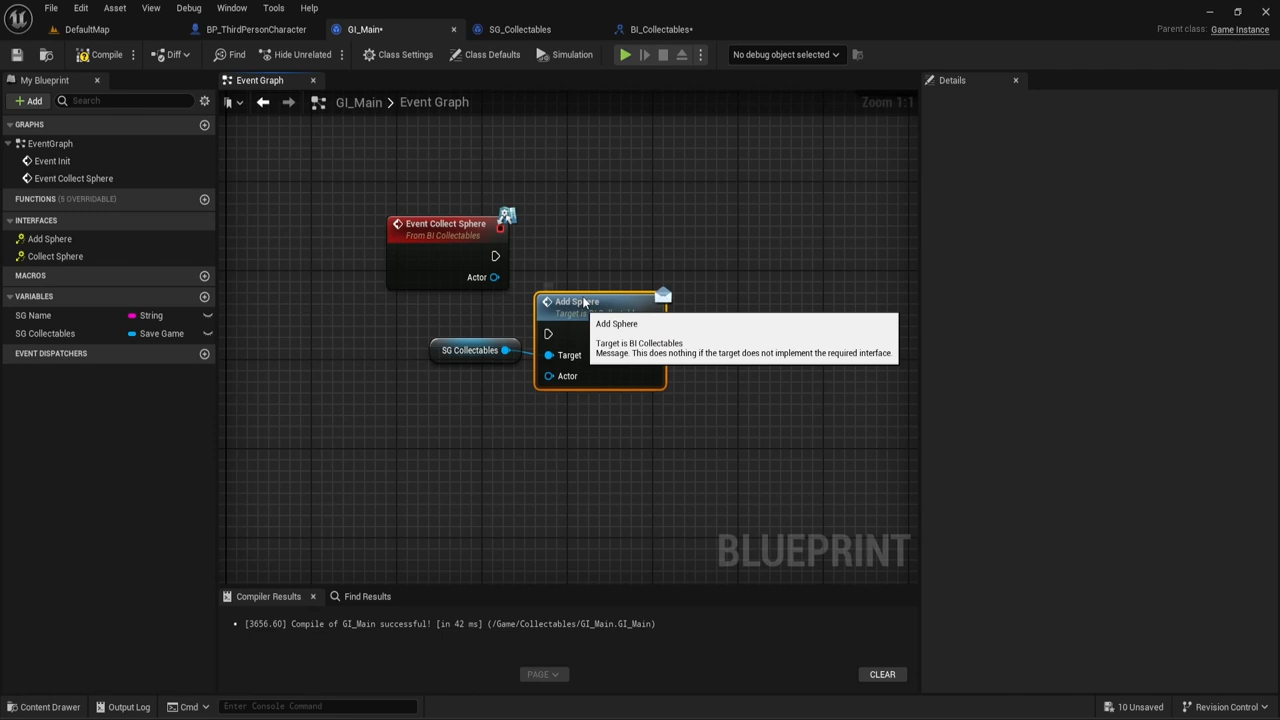 File Edit Asset View Debug Window Tools Help
DefaultMap
BP_ThirdPersonCharacter
GI_Main*
SG_Collectables
BI_Collectables*
Parent class: Game Instance
Compile
Diff
Find
Hide Unrelated
Class Settings
Class Defaults
Simulation
No debug object selected
My Blueprint
Event Graph
Details
Add
Search
GI_Main > Event Graph
Zoom 1:1
GRAPHS
EventGraph
Event Init
Event Collect Sphere
FUNCTIONS (5 OVERRIDABLE)
INTERFACES
Add Sphere
Collect Sphere
MACROS
VARIABLES
SG Name String
SG Collectables Save Game
EVENT DISPATCHERS
Event Collect Sphere
From BI Collectables
Actor
SG Collectables
Add Sphere
Target is BI Collectables
Target
Actor
Add Sphere
Target is BI Collectables
Message. This does nothing if the target does not implement the required interface.
BLUEPRINT
Compiler Results
Find Results
• [3656.60] Compile of GI_Main successful! [in 42 ms] (/Game/Collectables/GI_Main.GI_Main)
PAGE
CLEAR
Content Drawer
Output Log
Cmd
Enter Console Command
10 Unsaved
Revision Control